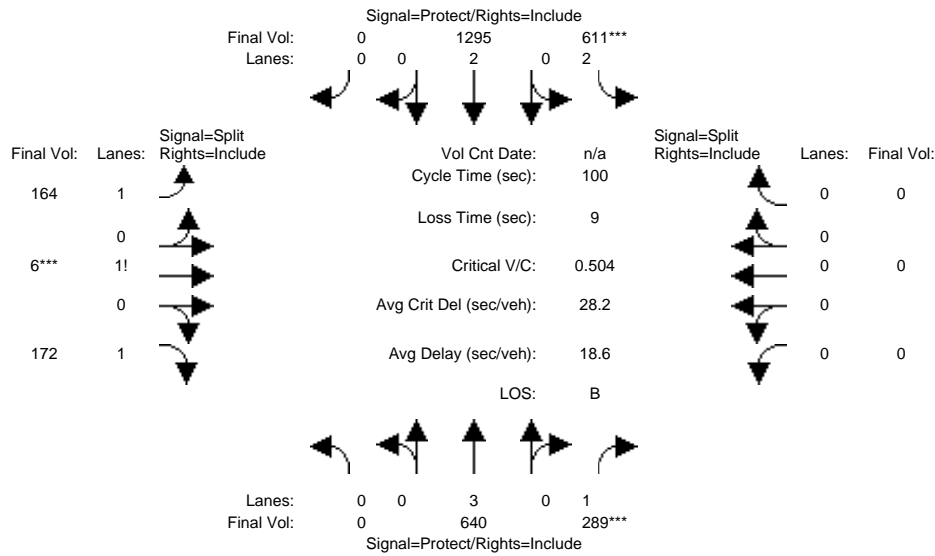 Signal=Protect/Rights=Include
Final Vol: 0 1295 611***
Lanes: 0 0 2 0 2
Signal=Split Signal=Split
Final Vol: Lanes: Rights=Include Vol Cnt Date: n/a Rights=Include Lanes: Final Vol:
Cycle Time (sec): 100
164 1 0 0
Loss Time (sec): 9
0 0
6*** 1! Critical V/C: 0.504 0 0
0 Avg Crit Del (sec/veh): 28.2 0
172 1 Avg Delay (sec/veh): 18.6 0 0
LOS: B
Lanes: 0 0 3 0 1
Final Vol: 0 640 289***
Signal=Protect/Rights=Include